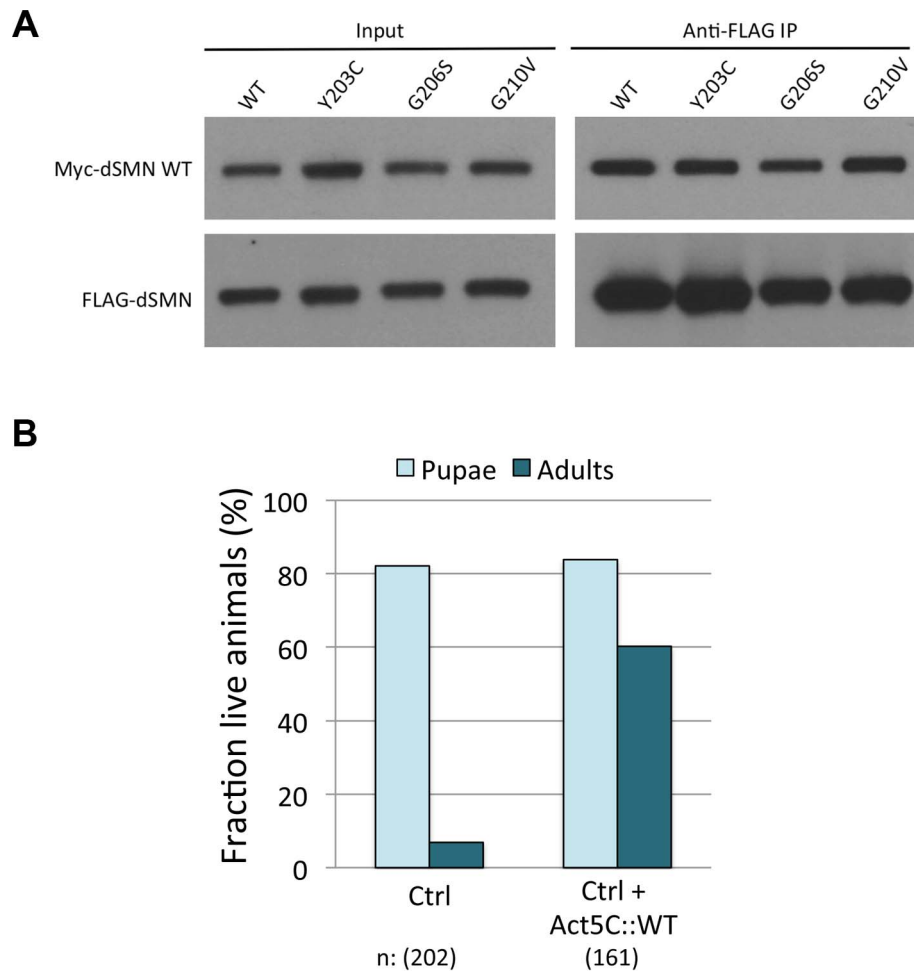 A
Input
Anti-FLAG IP
WT Y203C G206S G210V
WT Y203C G206S G210V
Myc-dSMN WT
FLAG-dSMN
B
Pupae Adults
Fraction live animals (%)
100
80
60
40
20
0
Ctrl
Ctrl +
Act5C::WT
n: (202)
(161)